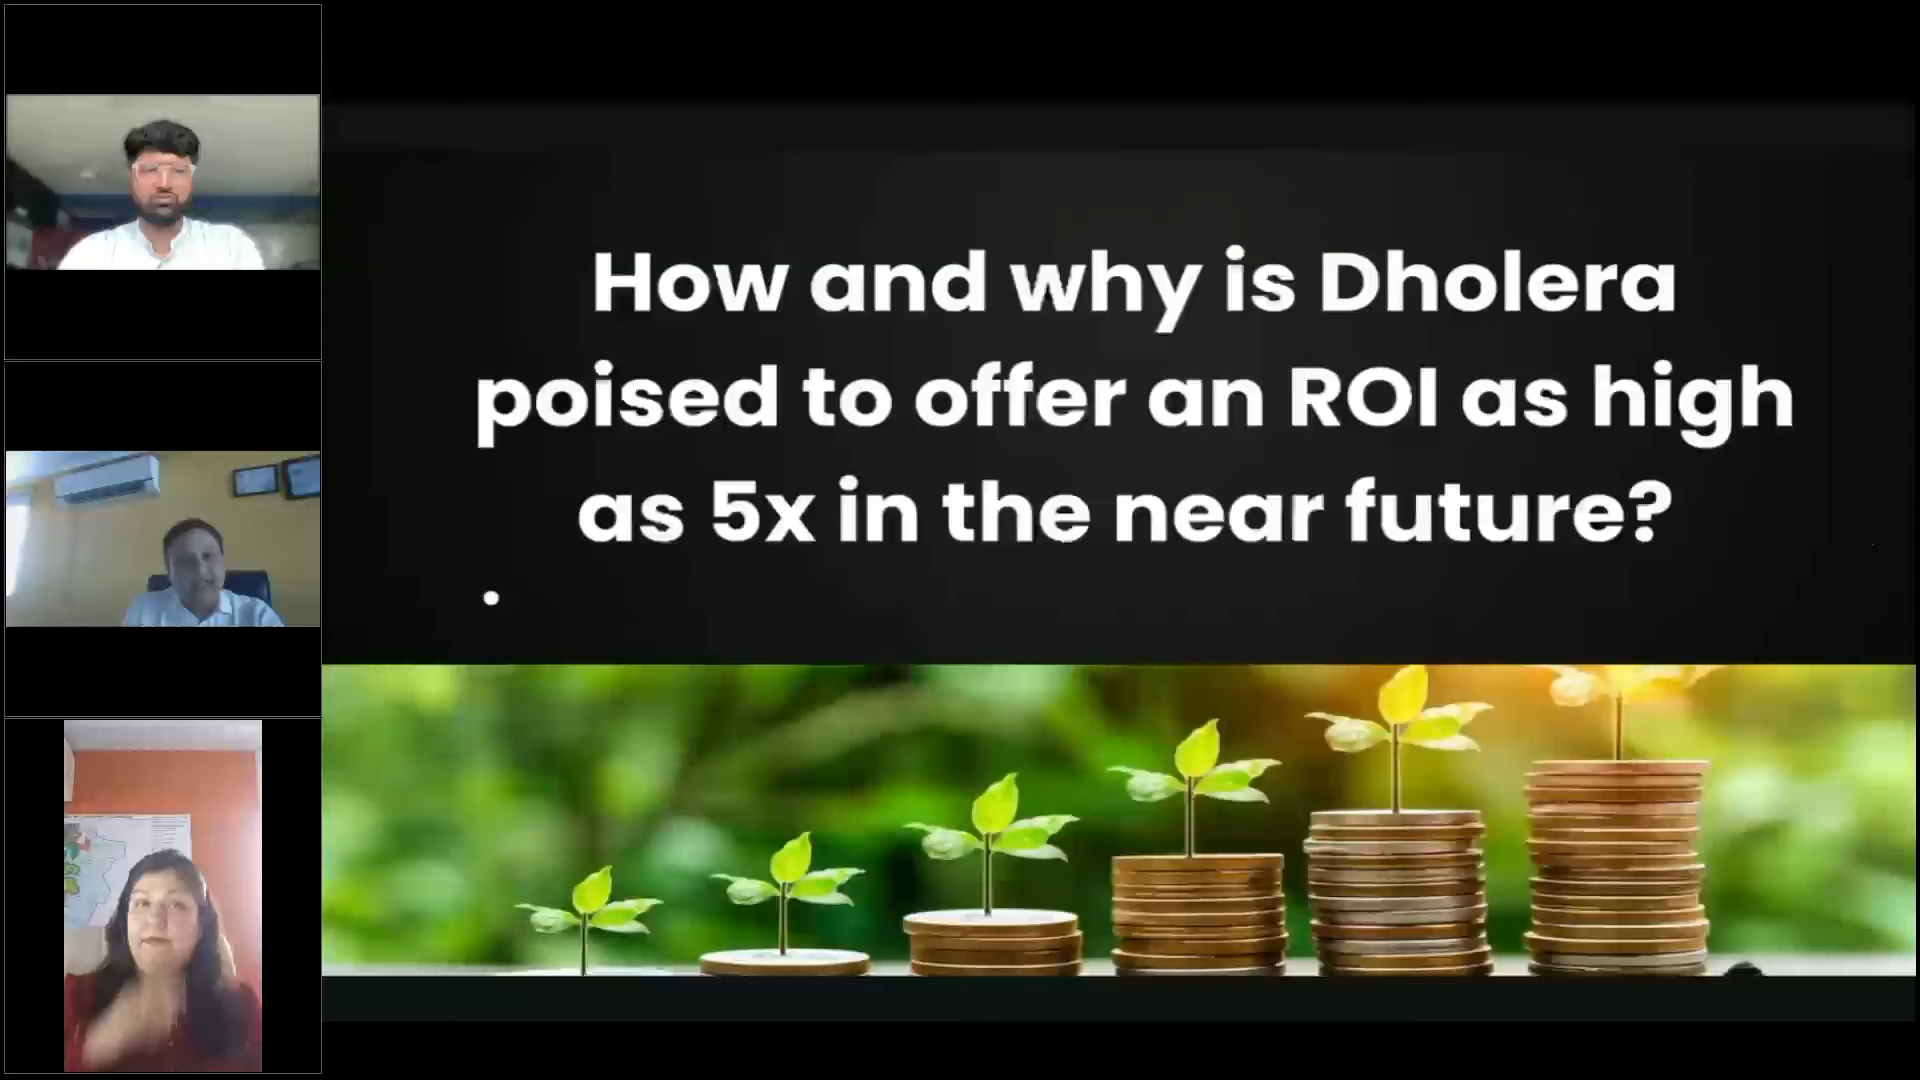 How and why is Dholera
poised to offer an ROI as high
as 5x in the near future?